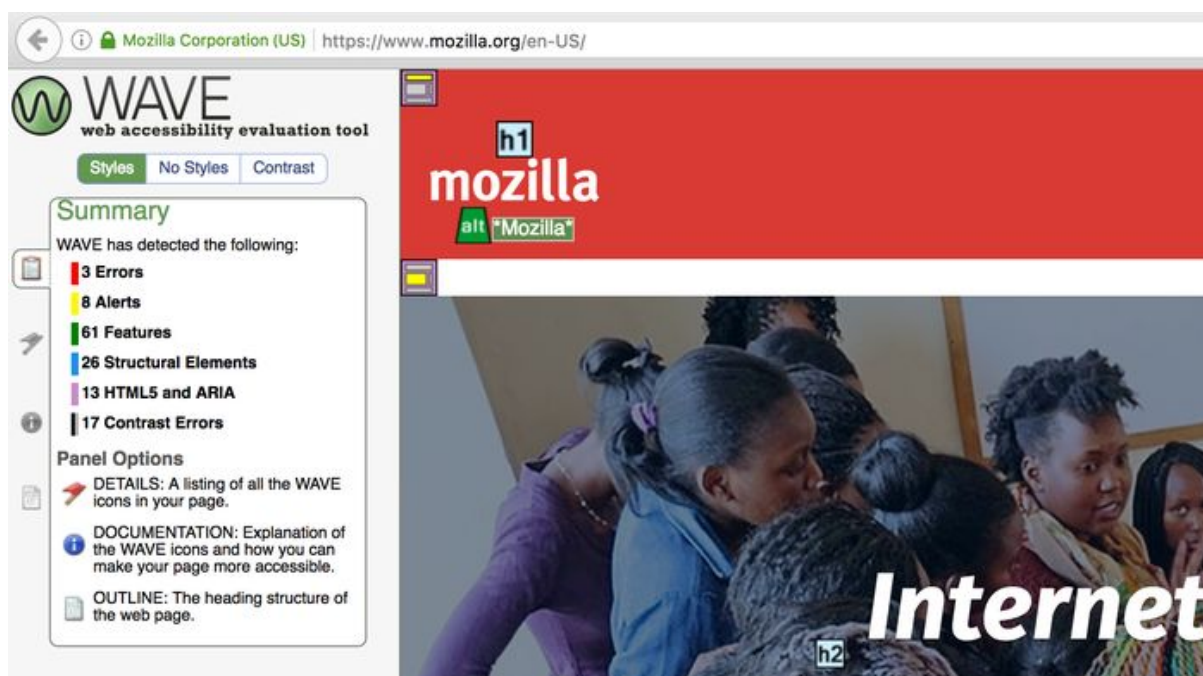 Mozilla Corporation (US) https://www.mozilla.org/en-US/
WAVE
web accessibility evaluation tool
Styles No Styles Contrast
Summary
WAVE has detected the following:
3 Errors
8 Alerts
61 Features
26 Structural Elements
13 HTML5 and ARIA
17 Contrast Errors
Panel Options
DETAILS: A listing of all the WAVE
icons in your page.
DOCUMENTATION: Explanation of
the WAVE icons and how you can
make your page more accessible.
OUTLINE: The heading structure of
the web page.
h1
mozilla
alt *Mozilla*
Internet
h2